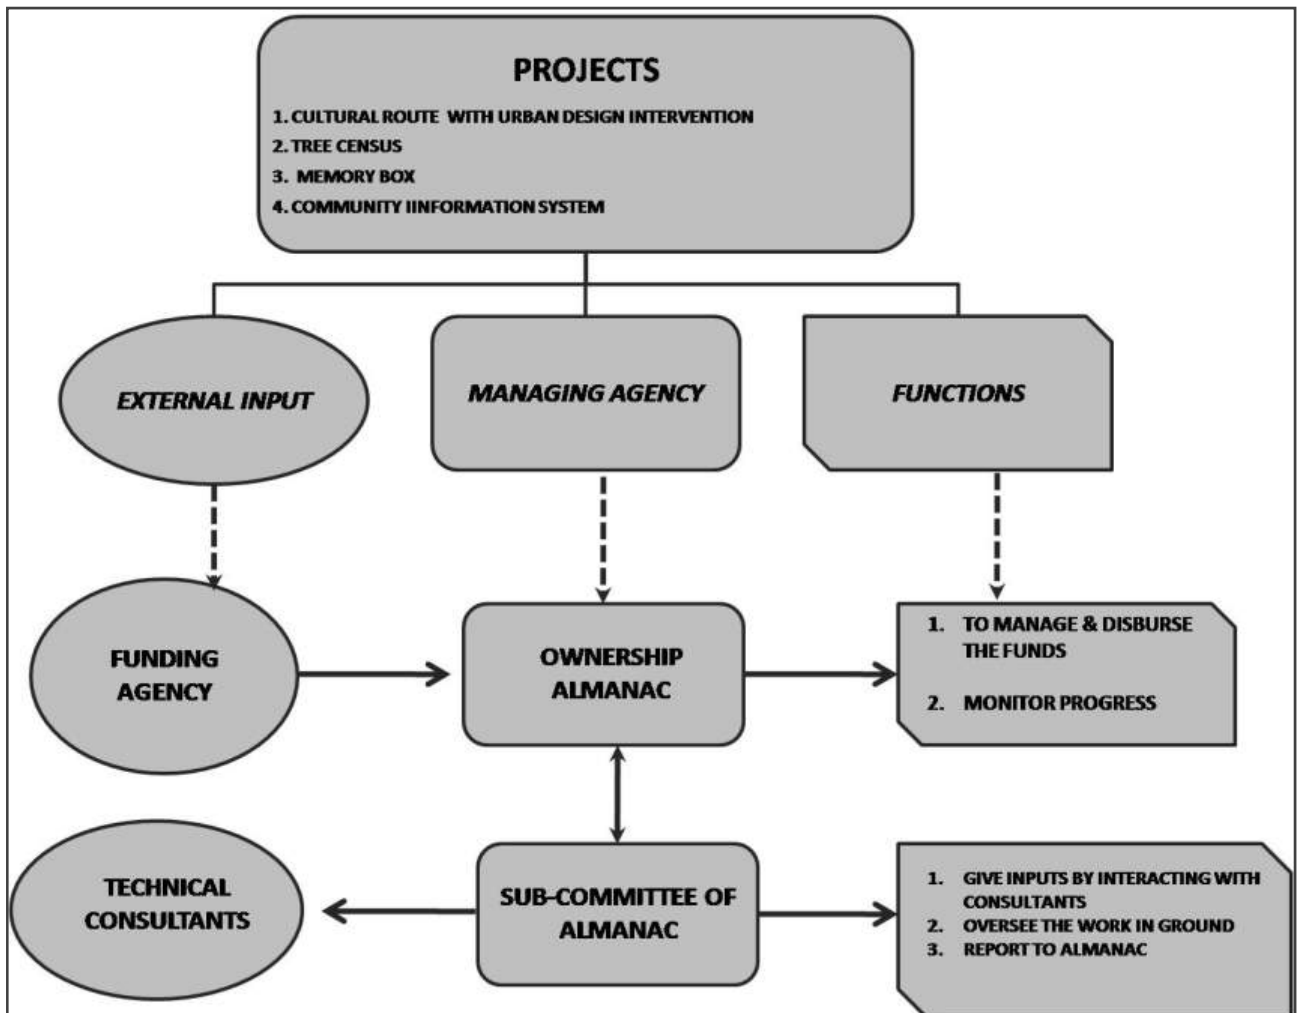 PROJECTS
1. CULTURAL ROUTE WITH URBAN DESIGN INTERVENTION
2. TREE CENSUS
3. MEMORY BOX
4. COMMUNITY IINFORMATION SYSTEM
EXTERNAL INPUT
MANAGING AGENCY
FUNCTIONS
FUNDING
AGENCY
OWNERSHIP
ALMANAC
1. TO MANAGE & DISBURSE
THE FUNDS
2. MONITOR PROGRESS
TECHNICAL
CONSULTANTS
SUB-COMMITTEE OF
ALMANAC
1. GIVE INPUTS BY INTERACTING WITH
CONSULTANTS
2. OVERSEE THE WORK IN GROUND
3. REPORT TO ALMANAC